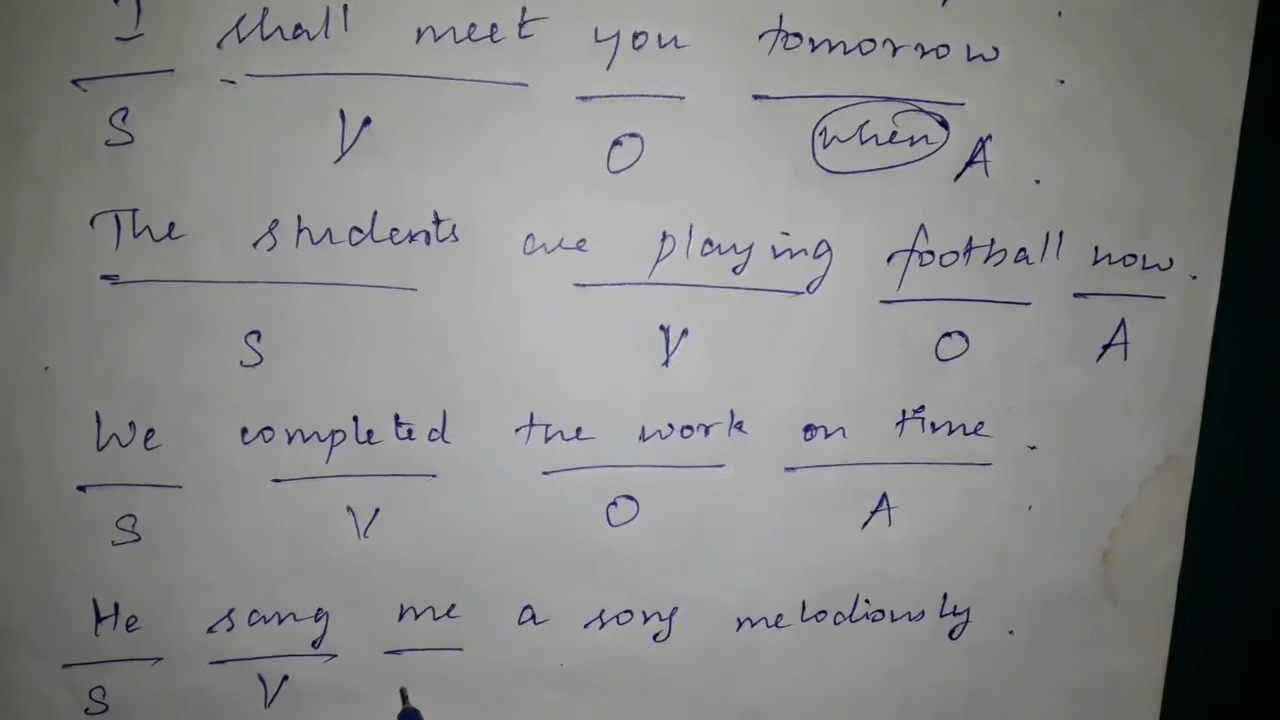 I shall meet you tomorrow.
S V O when A
The students are playing football now.
S V O A
We completed the work on time.
S V O A
He sang me a song melodiously.
S V